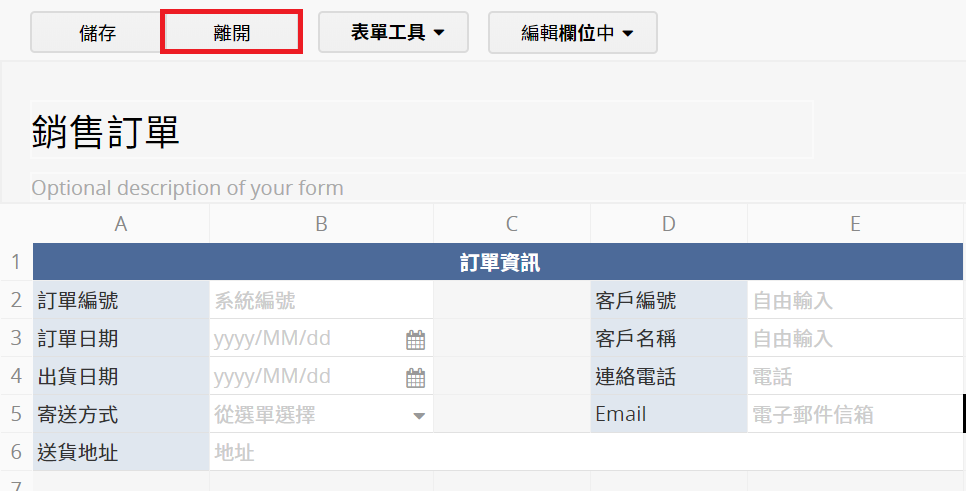 儲存 離開 表單工具 編輯欄位中
銷售訂單
Optional description of your form
A B C D E
1 訂單資訊
2 訂單編號 系統編號 客戶編號 自由輸入
3 訂單日期 yyyy/MM/dd 客戶名稱 自由輸入
4 出貨日期 yyyy/MM/dd 連絡電話 電話
5 寄送方式 從選單選擇 Email 電子郵件信箱
6 送貨地址 地址
7